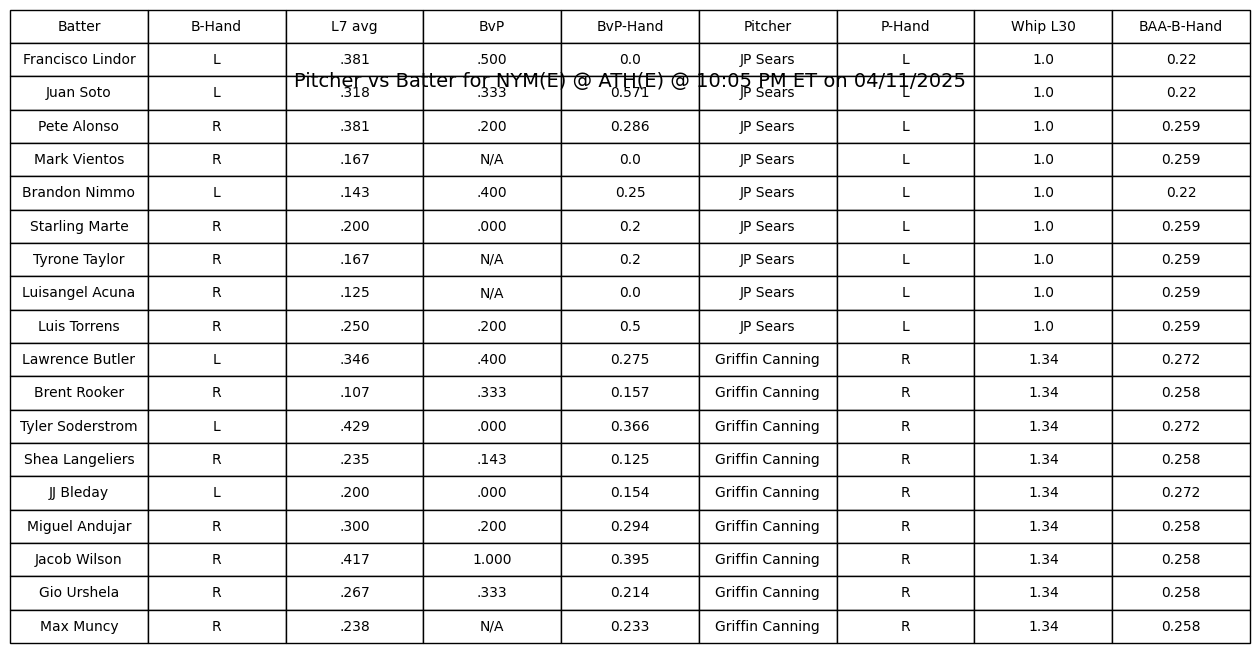 Batter B-Hand L7 avg BvP BvP-Hand Pitcher P-Hand Whip L30 BAA-B-Hand
Francisco Lindor L .381 .500 0.0 JP Sears L 1.0 0.22
Pitcher vs Batter for NYM(E) @ ATH(E) @ 10:05 PM ET on 04/11/2025
Juan Soto L .318 .333 0.571 JP Sears L 1.0 0.22
Pete Alonso R .381 .200 0.286 JP Sears L 1.0 0.259
Mark Vientos R .167 N/A 0.0 JP Sears L 1.0 0.259
Brandon Nimmo L .143 .400 0.25 JP Sears L 1.0 0.22
Starling Marte R .200 .000 0.2 JP Sears L 1.0 0.259
Tyrone Taylor R .167 N/A 0.2 JP Sears L 1.0 0.259
Luisangel Acuna R .125 N/A 0.0 JP Sears L 1.0 0.259
Luis Torrens R .250 .200 0.5 JP Sears L 1.0 0.259
Lawrence Butler L .346 .400 0.275 Griffin Canning R 1.34 0.272
Brent Rooker R .107 .333 0.157 Griffin Canning R 1.34 0.258
Tyler Soderstrom L .429 .000 0.366 Griffin Canning R 1.34 0.272
Shea Langeliers R .235 .143 0.125 Griffin Canning R 1.34 0.258
JJ Bleday L .200 .000 0.154 Griffin Canning R 1.34 0.272
Miguel Andujar R .300 .200 0.294 Griffin Canning R 1.34 0.258
Jacob Wilson R .417 1.000 0.395 Griffin Canning R 1.34 0.258
Gio Urshela R .267 .333 0.214 Griffin Canning R 1.34 0.258
Max Muncy R .238 N/A 0.233 Griffin Canning R 1.34 0.258